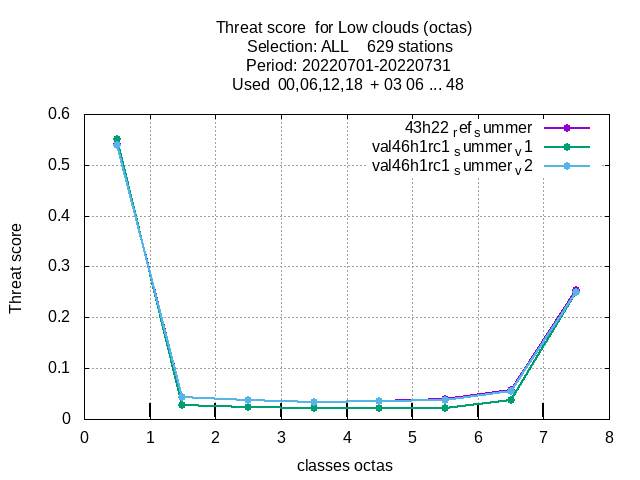 Threat score  for Low clouds (octas)
Selection: ALL    629 stations
Period: 20220701-20220731
Used  00,06,12,18  + 03 06 ... 48
0.6
43h22 ref summer
val46h1rc1 summer v1
val46h1rc1 summer v2
0.5
0.4
0.3
0.2
0.1
0
Threat score
0 1 2 3 4 5 6 7 8
classes octas